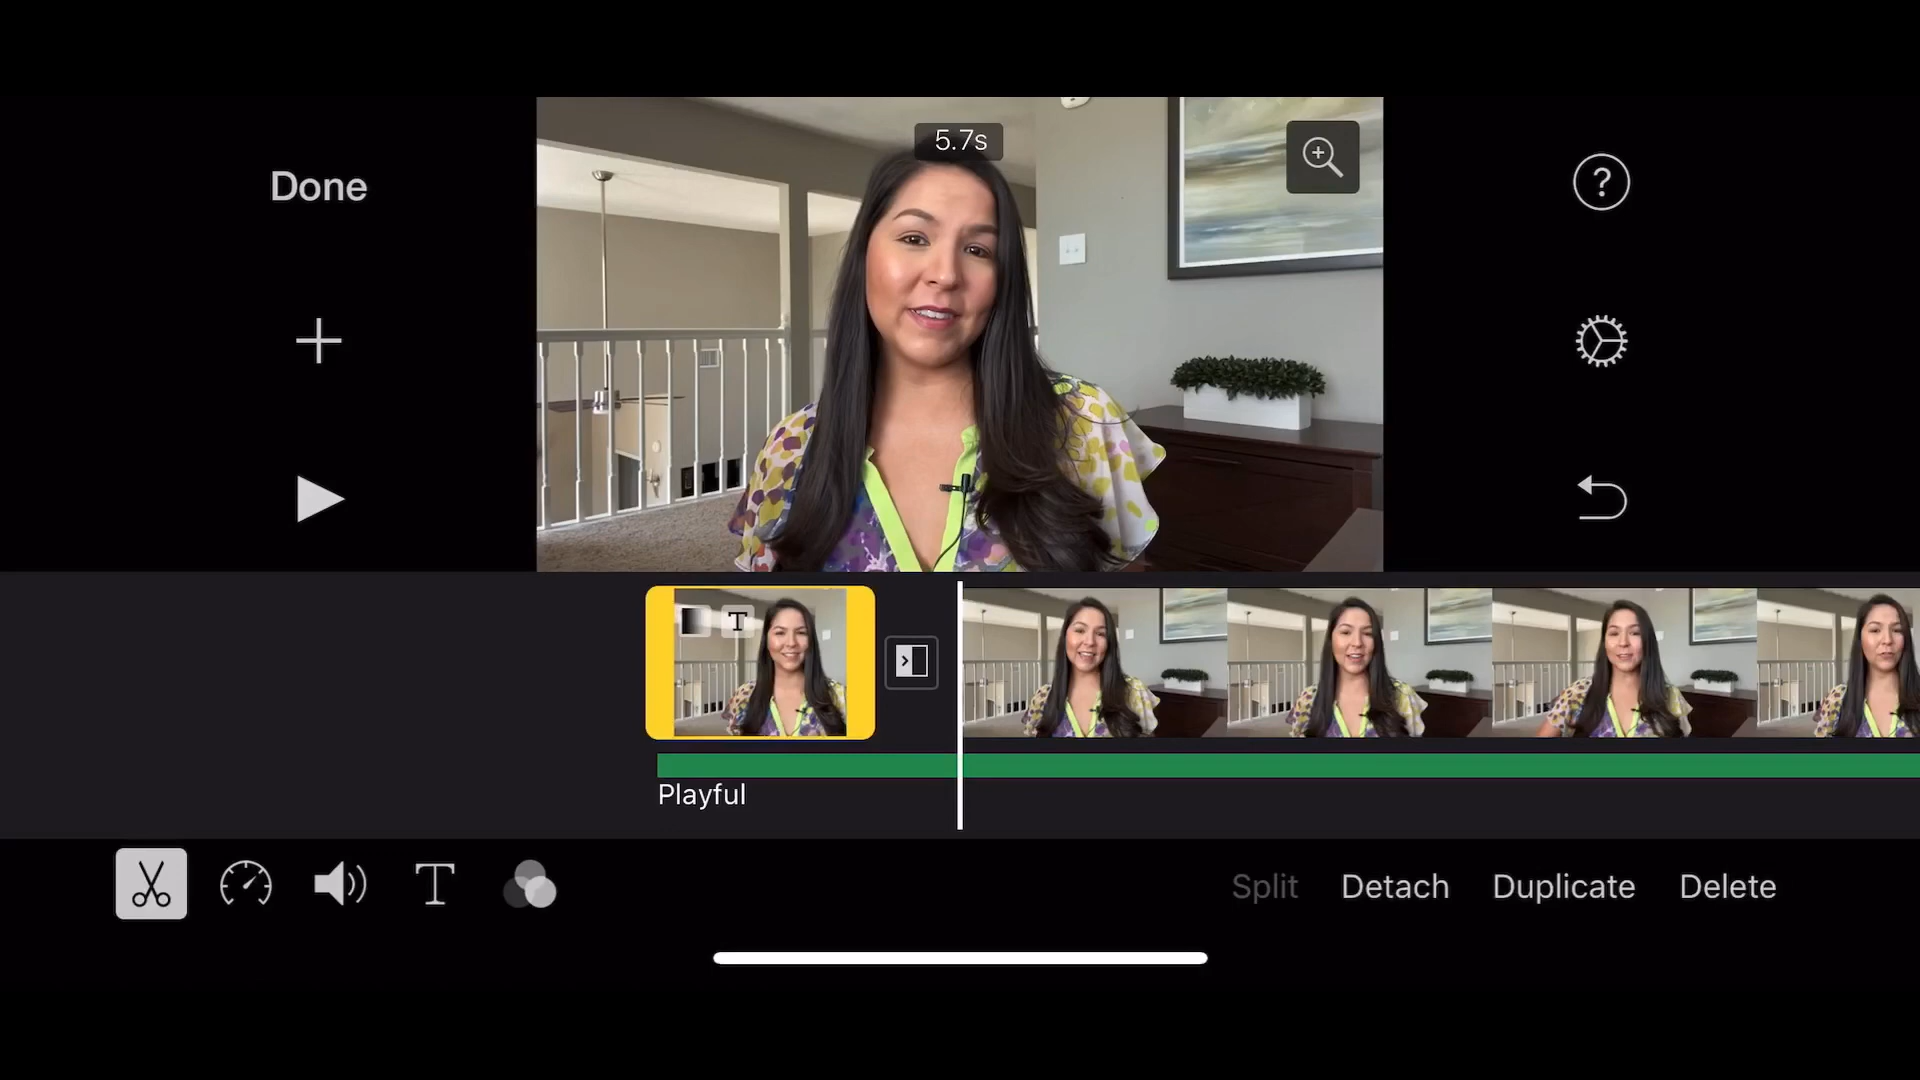 5.7s
Done
?
T
Playful
T
Split Detach Duplicate Delete